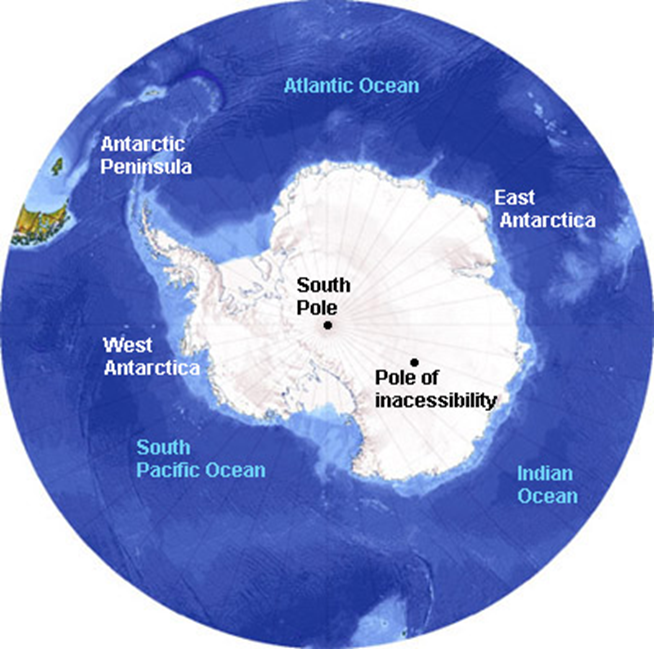 Atlantic Ocean
Antarctic
Peninsula
East
Antarctica
South
Pole
West
Antarctica
Pole of
inacessibility
South
Pacific Ocean
Indian
Ocean